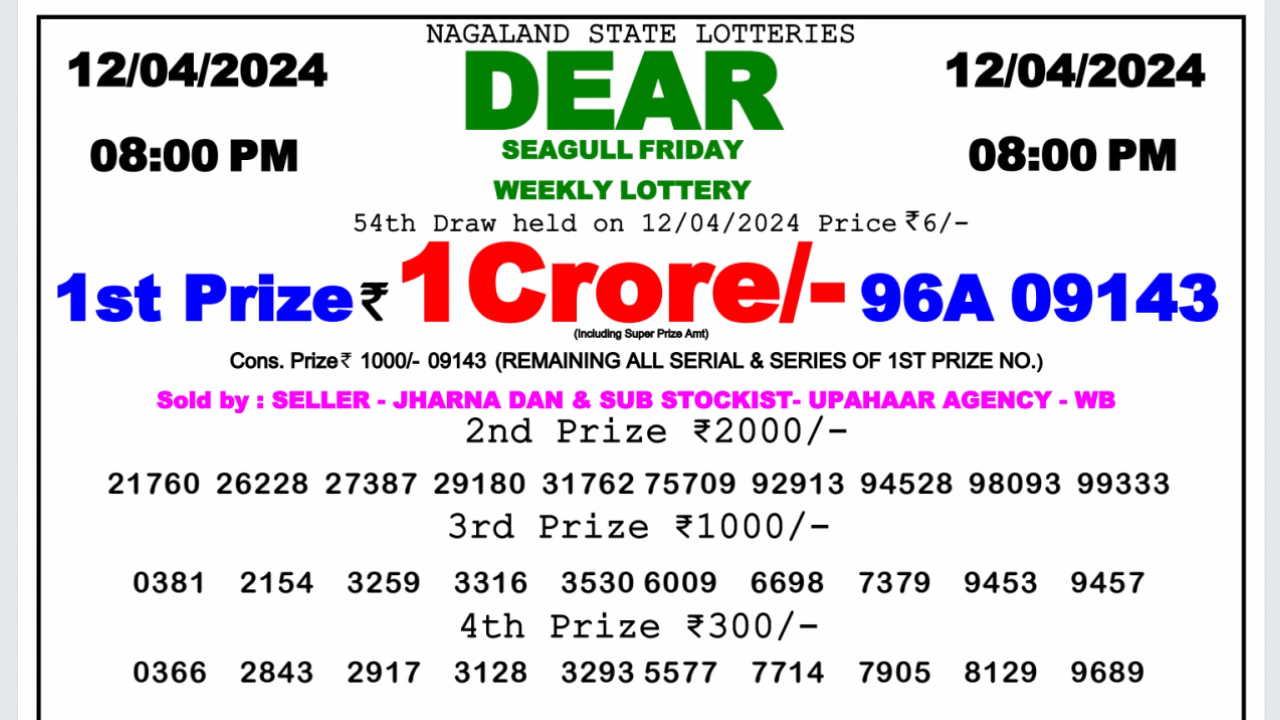 NAGALAND STATE LOTTERIES
12/04/2024 DEAR 12/04/2024
08:00 PM SEAGULL FRIDAY 08:00 PM
WEEKLY LOTTERY
54th Draw held on 12/04/2024 Price ₹6/-
1st Prize ₹ 1Crore/- 96A 09143
(Including Super Prize Amt)
Cons. Prize ₹ 1000/- 09143 (REMAINING ALL SERIAL & SERIES OF 1ST PRIZE NO.)
Sold by : SELLER - JHARNA DAN & SUB STOCKIST- UPAHAAR AGENCY - WB
2nd Prize ₹2000/-
21760 26228 27387 29180 31762 75709 92913 94528 98093 99333
3rd Prize ₹1000/-
0381 2154 3259 3316 3530 6009 6698 7379 9453 9457
4th Prize ₹300/-
0366 2843 2917 3128 3293 5577 7714 7905 8129 9689